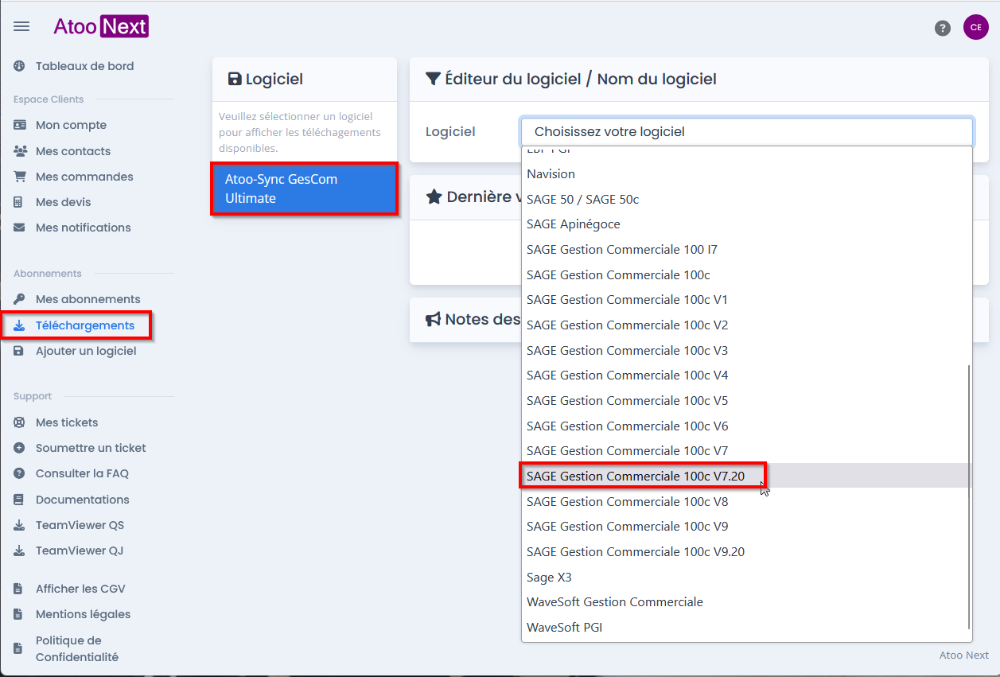 Atoo Next
?
CE
Tableaux de bord
Espace Clients
Mon compte
Mes contacts
Mes commandes
Mes devis
Mes notifications
Abonnements
Mes abonnements
Téléchargements
Ajouter un logiciel
Support
Mes tickets
Soumettre un ticket
Consulter la FAQ
Documentations
TeamViewer QS
TeamViewer QJ
Afficher les CGV
Mentions légales
Politique de
Confidentialité
Logiciel
Veuillez sélectionner un logiciel
pour afficher les téléchagements
disponibles.
Atoo-Sync GesCom
Ultimate
Éditeur du logiciel / Nom du logiciel
Logiciel
Choisissez votre logiciel
EBP PGI
Navision
SAGE 50 / SAGE 50c
SAGE Apinégoce
SAGE Gestion Commerciale 100 I7
SAGE Gestion Commerciale 100c
SAGE Gestion Commerciale 100c V1
SAGE Gestion Commerciale 100c V2
SAGE Gestion Commerciale 100c V3
SAGE Gestion Commerciale 100c V4
SAGE Gestion Commerciale 100c V5
SAGE Gestion Commerciale 100c V6
SAGE Gestion Commerciale 100c V7
SAGE Gestion Commerciale 100c V7.20
SAGE Gestion Commerciale 100c V8
SAGE Gestion Commerciale 100c V9
SAGE Gestion Commerciale 100c V9.20
Sage X3
WaveSoft Gestion Commerciale
WaveSoft PGI
Dernière v
Notes des
Atoo Next